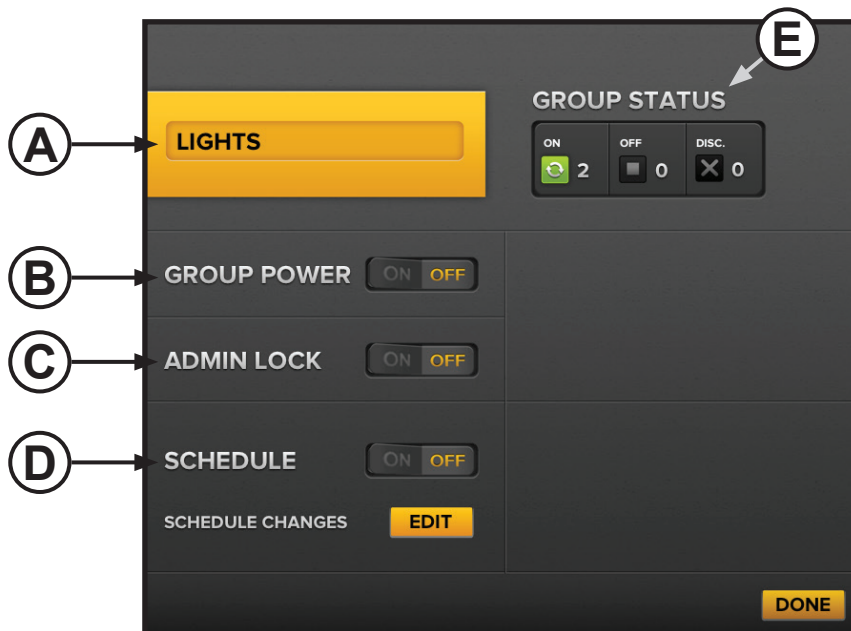 E
GROUP STATUS
A
LIGHTS
ON OFF DISC.
2 0 0
B
GROUP POWER ON OFF
C
ADMIN LOCK ON OFF
D
SCHEDULE ON OFF
SCHEDULE CHANGES EDIT
DONE